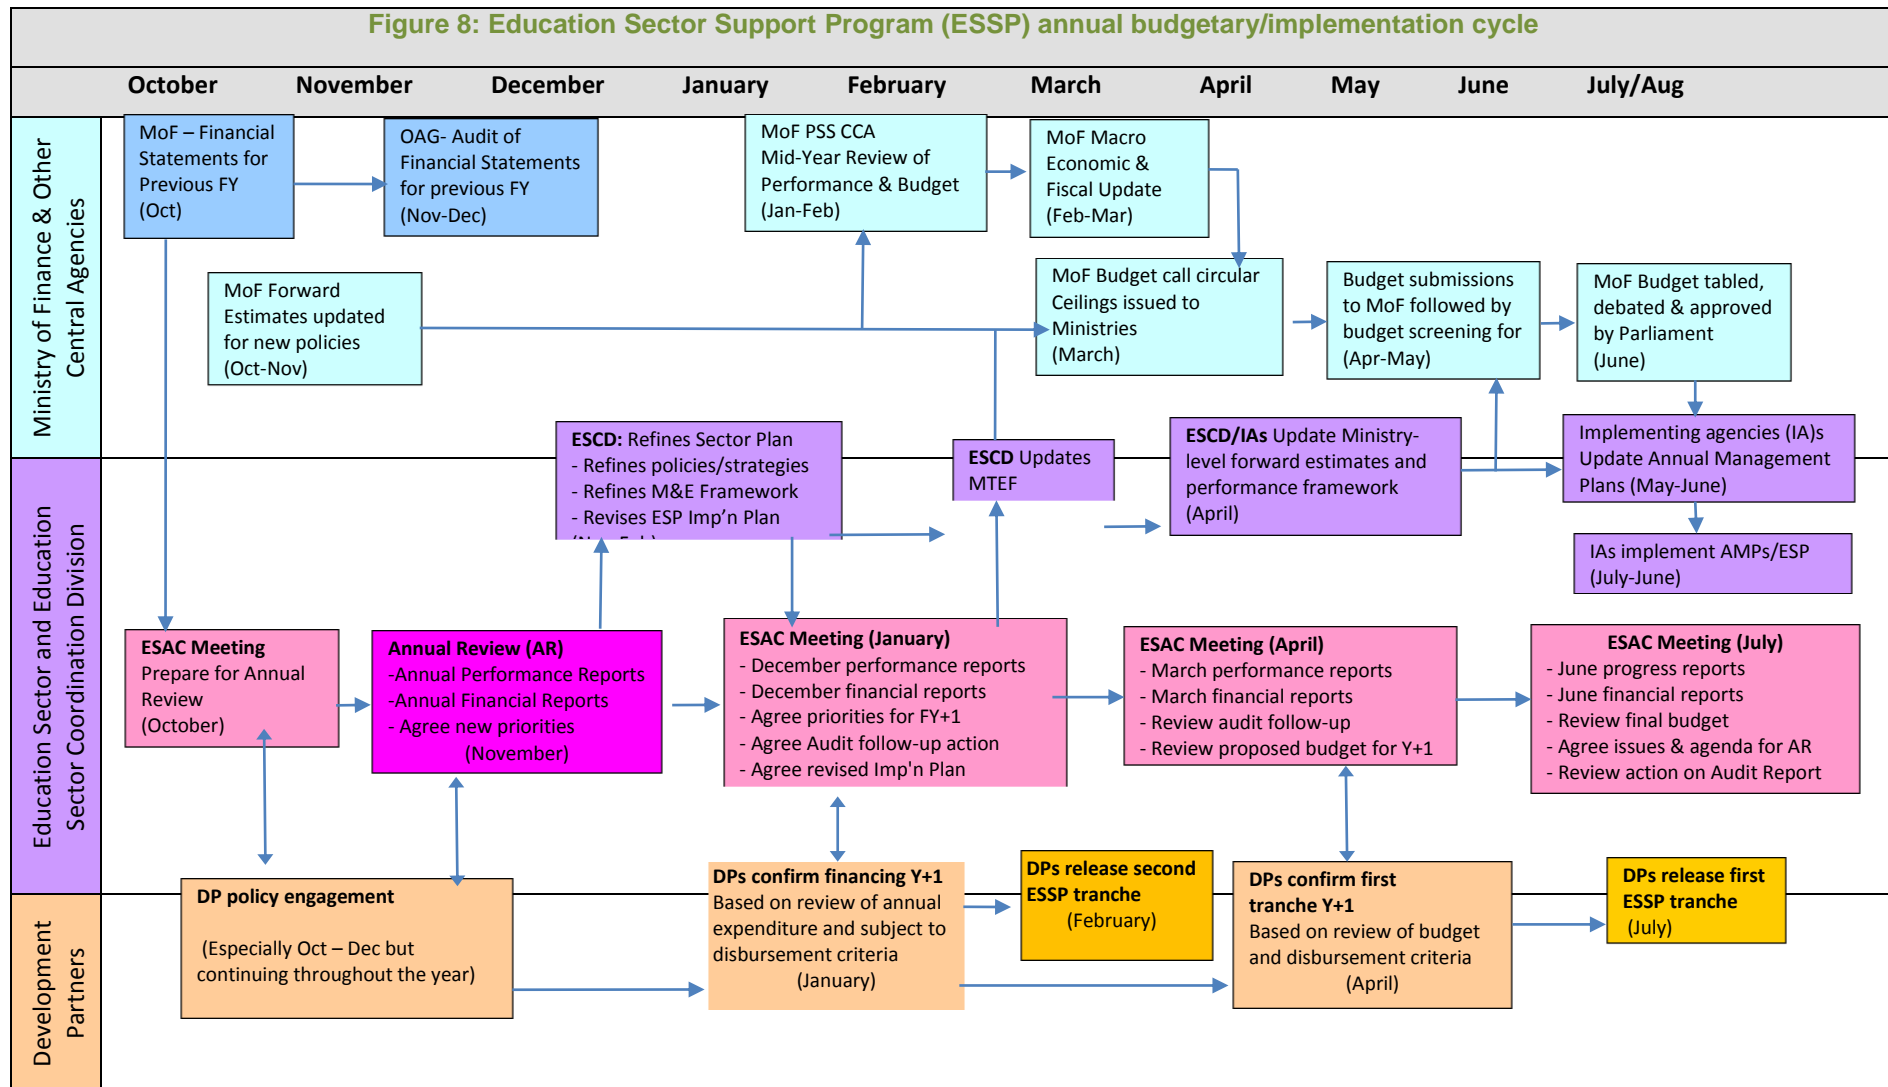 Figure 8: Education Sector Support Program (ESSP) annual budgetary/implementation cycle
October November December January February March April May June July/Aug
Ministry of Finance & Other
Central Agencies
MoF – Financial
Statements for
Previous FY
(Oct)
OAG- Audit of
Financial Statements
for previous FY
(Nov-Dec)
MoF PSS CCA
Mid-Year Review of
Performance & Budget
(Jan-Feb)
MoF Macro
Economic &
Fiscal Update
(Feb-Mar)
MoF Forward
Estimates updated
for new policies
(Oct-Nov)
MoF Budget call circular
Ceilings issued to
Ministries
(March)
Budget submissions
to MoF followed by
budget screening for
(Apr-May)
MoF Budget tabled,
debated & approved
by Parliament
(June)
Education Sector and Education
Sector Coordination Division
ESCD: Refines Sector Plan
- Refines policies/strategies
- Refines M&E Framework
- Revises ESP Imp’n Plan
ESCD Updates
MTEF
ESCD/IAs Update Ministry-
level forward estimates and
performance framework
(April)
Implementing agencies (IA)s
Update Annual Management
Plans (May-June)
IAs implement AMPs/ESP
(July-June)
ESAC Meeting
Prepare for Annual
Review
(October)
Annual Review (AR)
-Annual Performance Reports
-Annual Financial Reports
- Agree new priorities
(November)
ESAC Meeting (January)
- December performance reports
- December financial reports
- Agree priorities for FY+1
- Agree Audit follow-up action
- Agree revised Imp'n Plan
ESAC Meeting (April)
- March performance reports
- March financial reports
- Review audit follow-up
- Review proposed budget for Y+1
ESAC Meeting (July)
- June progress reports
- June financial reports
- Review final budget
- Agree issues & agenda for AR
- Review action on Audit Report
Development
Partners
DP policy engagement
(Especially Oct – Dec but
continuing throughout the year)
DPs confirm financing Y+1
Based on review of annual
expenditure and subject to
disbursement criteria
(January)
DPs release second
ESSP tranche
(February)
DPs confirm first
tranche Y+1
Based on review of budget
and disbursement criteria
(April)
DPs release first
ESSP tranche
(July)